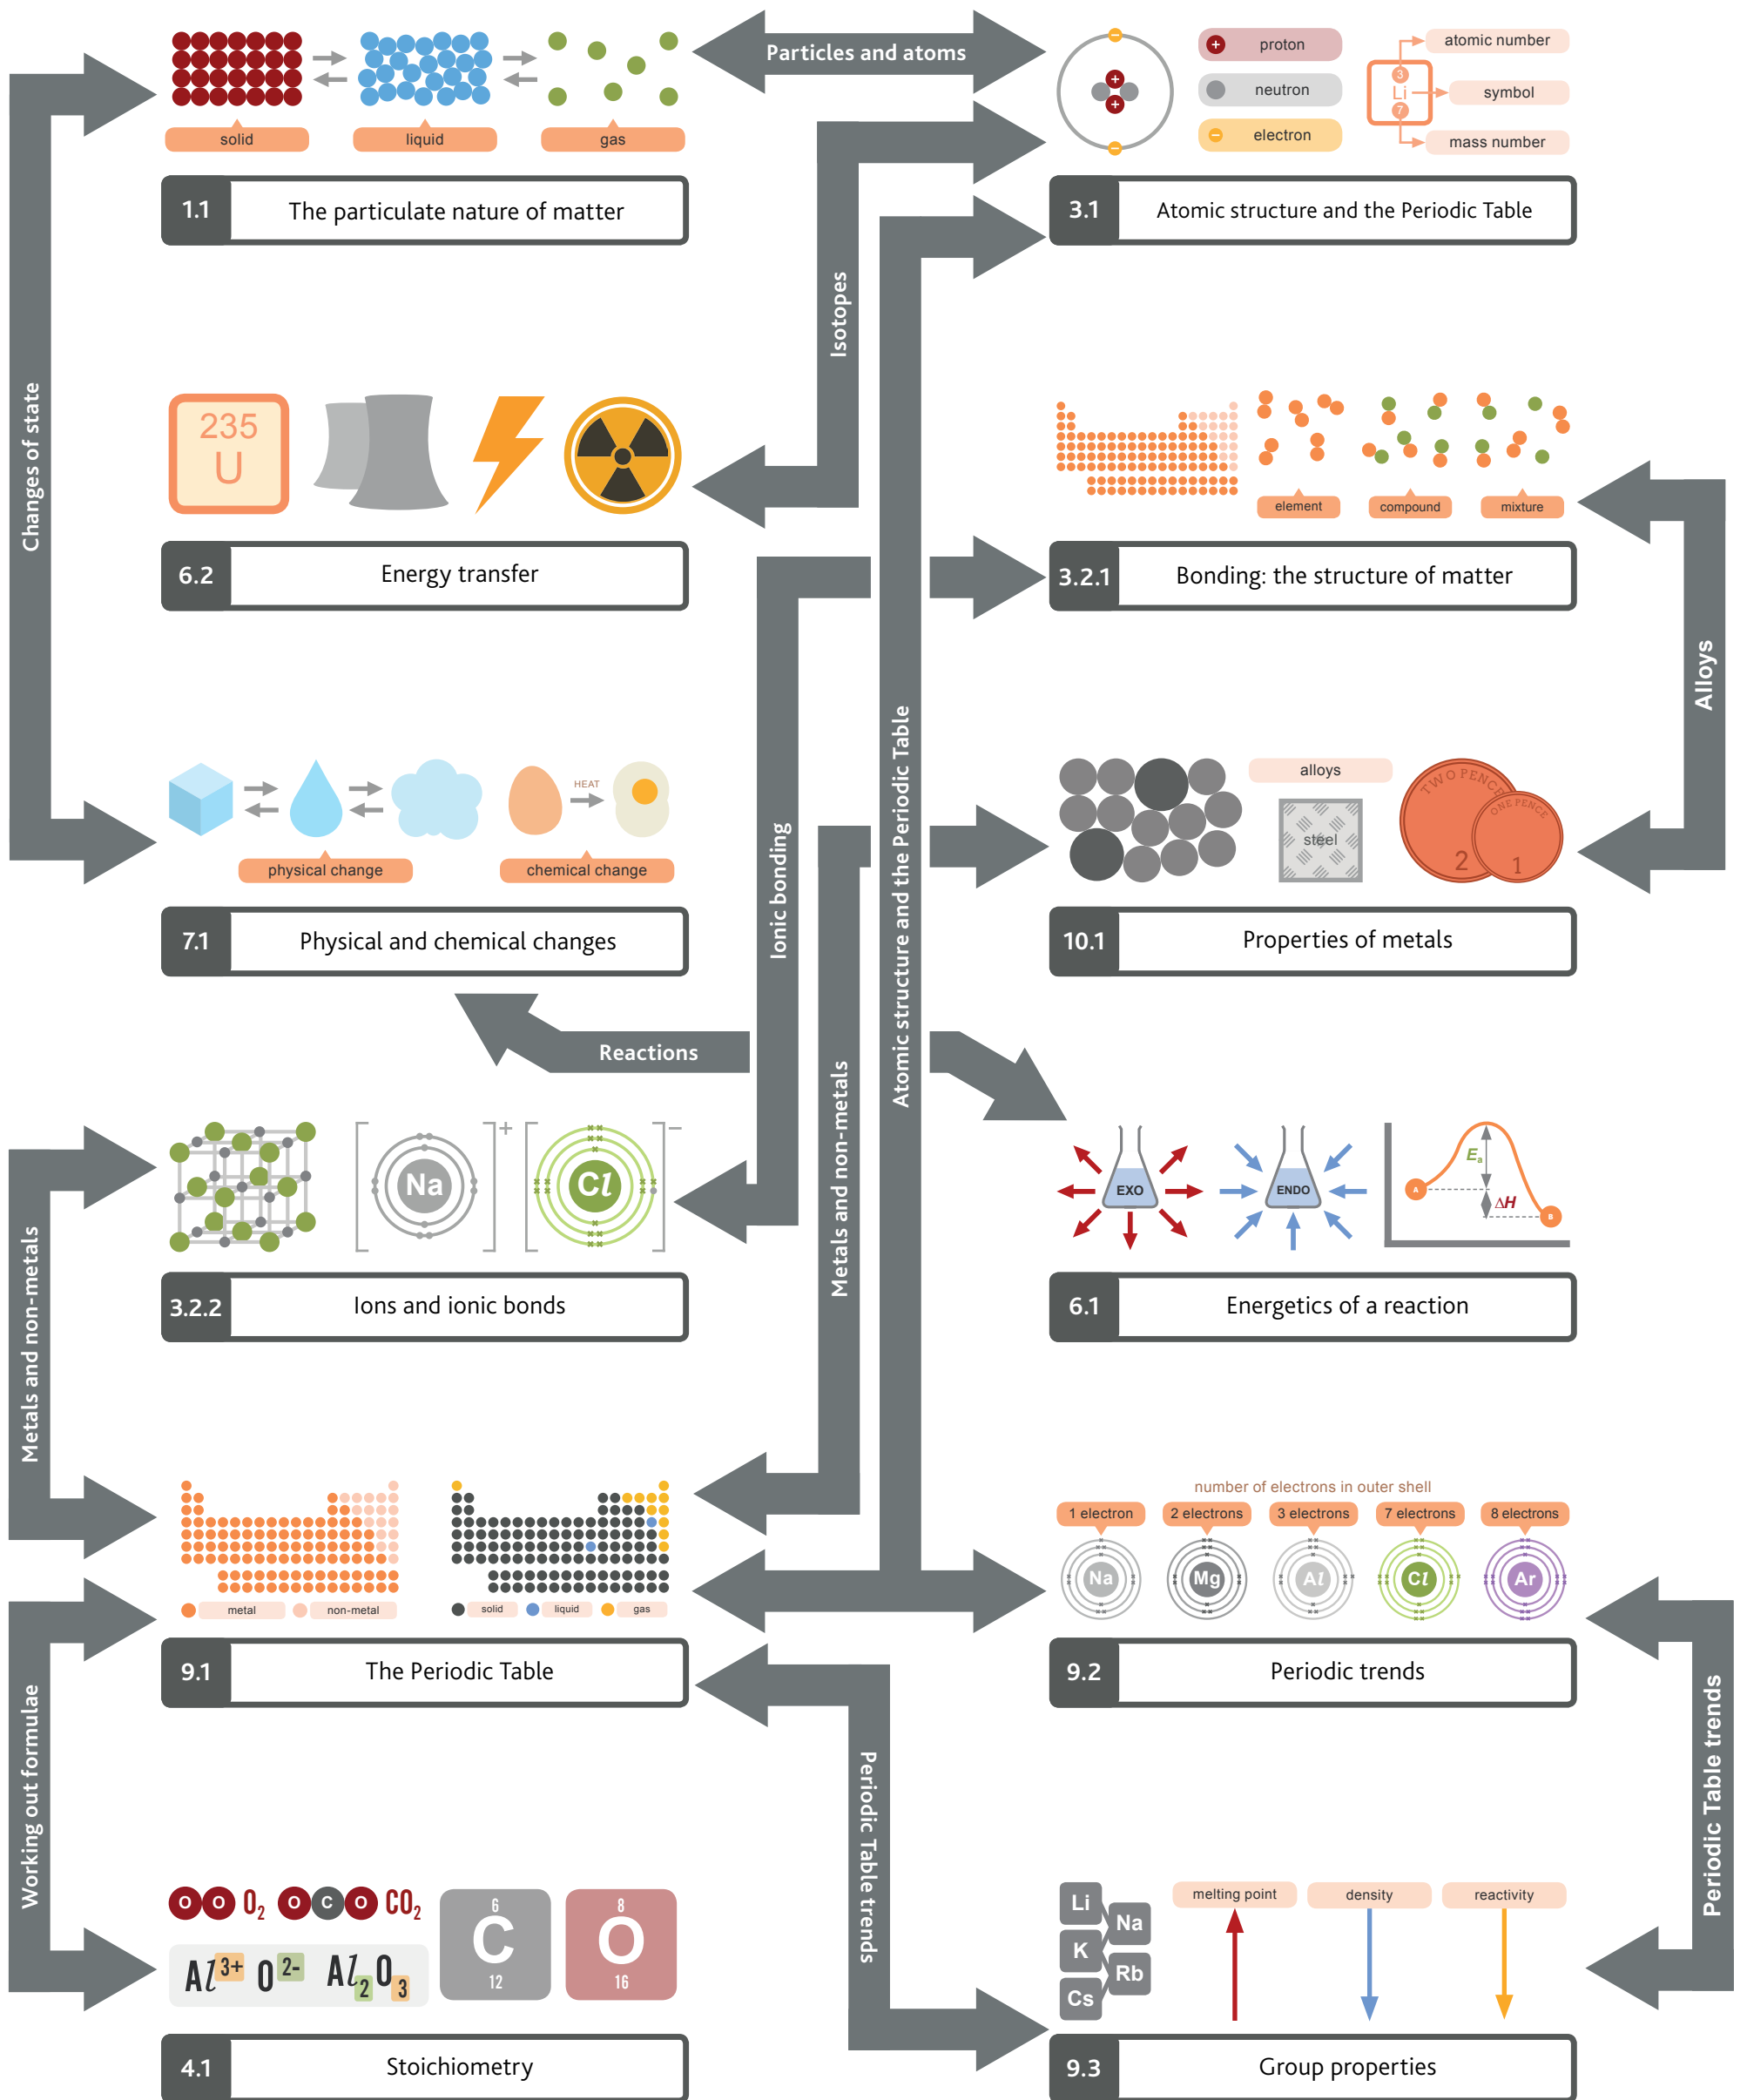 Particles and atoms
solid
liquid
gas
proton
neutron
electron
3
Li
7
atomic number
symbol
mass number
1.1 The particulate nature of matter
3.1 Atomic structure and the Periodic Table
Changes of state
Isotopes
235
U
element
compound
mixture
6.2 Energy transfer
3.2.1 Bonding: the structure of matter
Alloys
Ionic bonding
Atomic structure and the Periodic Table
HEAT
physical change
chemical change
alloys
steel
TWO PENCE
2
ONE PENCE
1
7.1 Physical and chemical changes
10.1 Properties of metals
Reactions
Metals and non-metals
Metals and non-metals
Na
+
Cl
−
EXO
ENDO
Ea
ΔH
A
B
3.2.2 Ions and ionic bonds
6.1 Energetics of a reaction
metal
non-metal
solid
liquid
gas
number of electrons in outer shell
1 electron
2 electrons
3 electrons
7 electrons
8 electrons
Na
Mg
Al
Cl
Ar
9.1 The Periodic Table
9.2 Periodic trends
Working out formulae
Periodic Table trends
Periodic Table trends
O O O₂ O C O CO₂
Al 3+ O 2- Al₂O₃
6
C
12
8
O
16
Li
Na
K
Rb
Cs
melting point
density
reactivity
4.1 Stoichiometry
9.3 Group properties